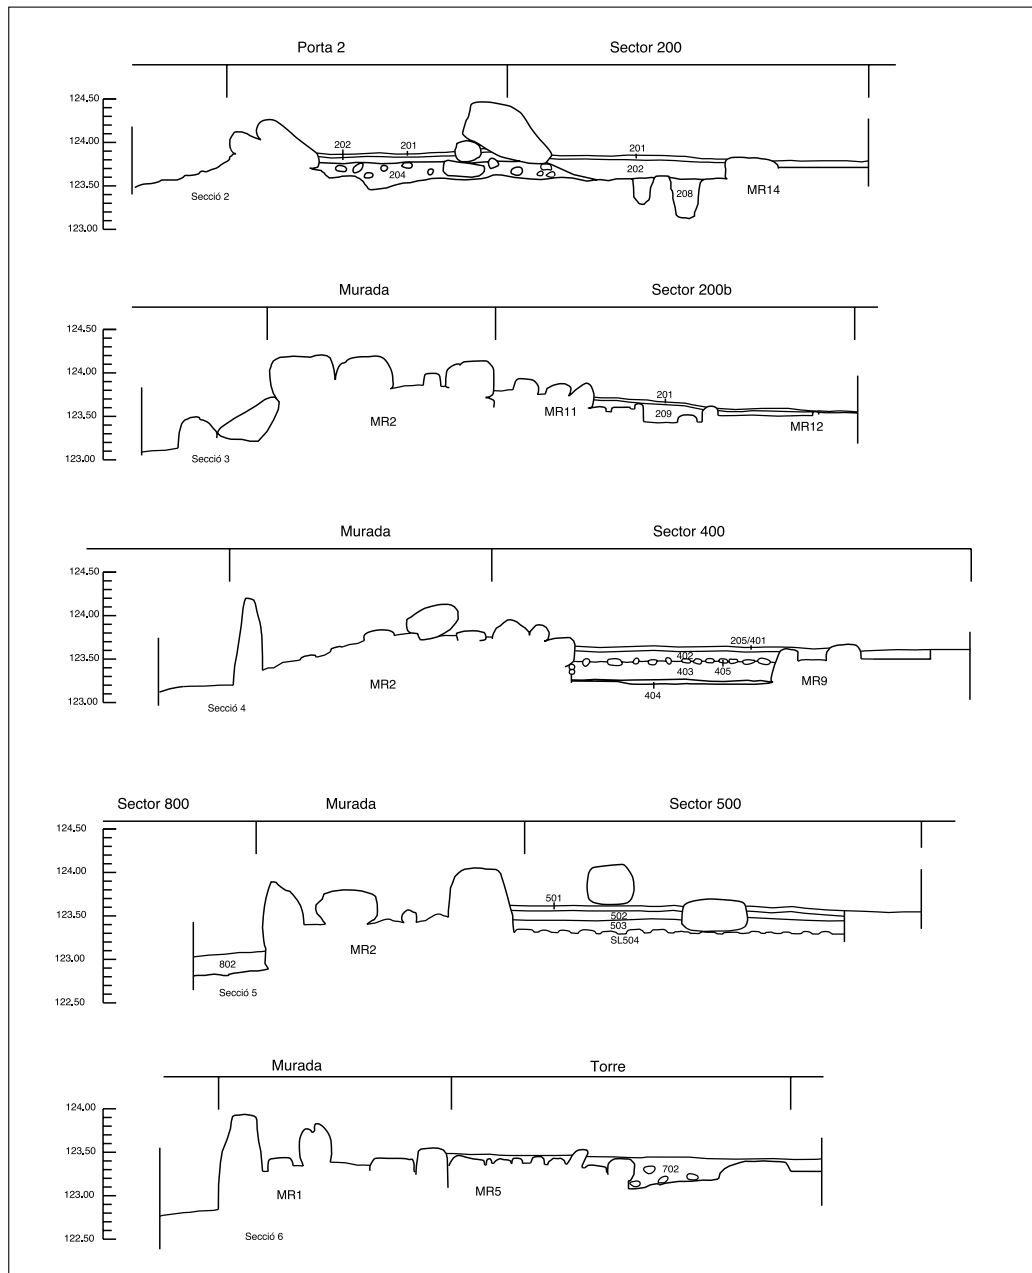 Porta 2 Sector 200
124.50
124.00
123.50
123.00
202 201 201
204 202
208
Secció 2 MR14
Murada Sector 200b
124.50
124.00
123.50
123.00
201
209
MR2 MR11 MR12
Secció 3
Murada Sector 400
124.50
124.00
123.50
123.00
205/401
402
403 405
404
MR2 MR9
Secció 4
Sector 800 Murada Sector 500
124.50
124.00
123.50
123.00
122.50
501
502
503
SL504
802 MR2
Secció 5
Murada Torre
124.00
123.50
123.00
122.50
702
MR1 MR5
Secció 6